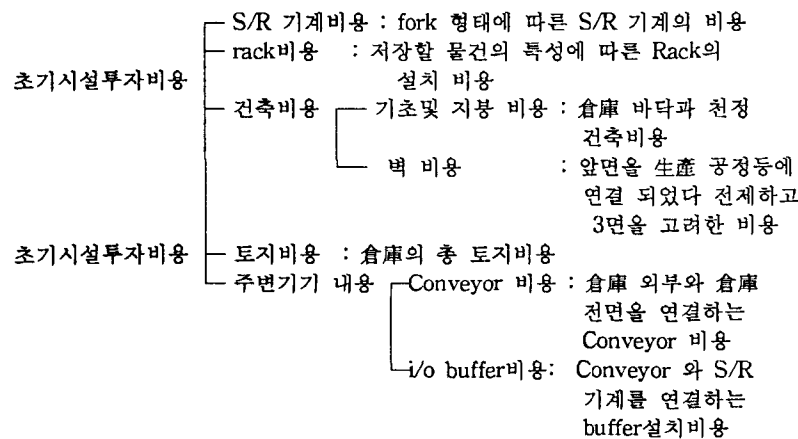 S/R 기계비용 : fork 형태에 따른 S/R 기계의 비용
rack비용 : 저장할 물건의 특성에 따른 Rack의
초기시설투자비용 설치 비용
건축비용 기초및 지붕 비용 : 倉庫 바닥과 천정
건축비용
벽 비용 : 앞면을 生産 공정등에
연결 되었다 전제하고
3면을 고려한 비용
초기시설투자비용 토지비용 : 倉庫의 총 토지비용
주변기기 내용 Conveyor 비용 : 倉庫 외부와 倉庫
전면을 연결하는
Conveyor 비용
i/o buffer비용: Conveyor 와 S/R
기계를 연결하는
buffer설치비용